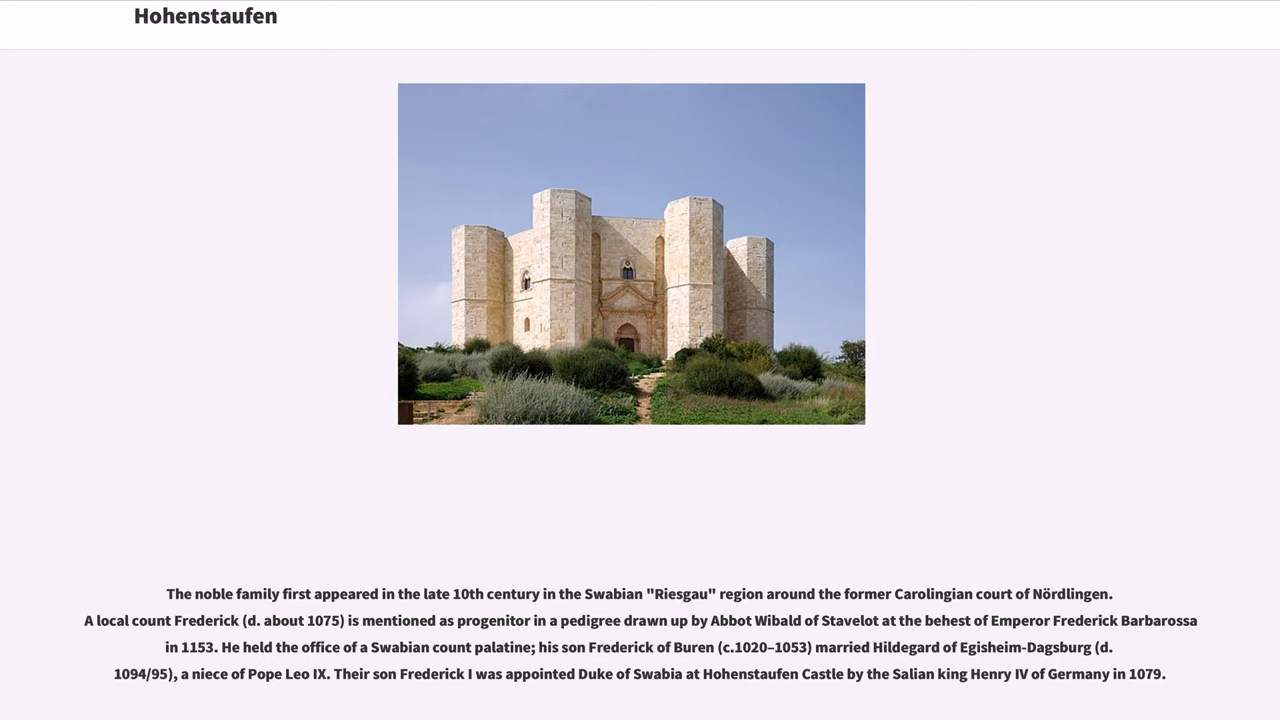 Hohenstaufen
The noble family first appeared in the late 10th century in the Swabian "Riesgau" region around the former Carolingian court of Nördlingen.
A local count Frederick (d. about 1075) is mentioned as progenitor in a pedigree drawn up by Abbot Wibald of Stavelot at the behest of Emperor Frederick Barbarossa
in 1153. He held the office of a Swabian count palatine; his son Frederick of Buren (c.1020–1053) married Hildegard of Egisheim-Dagsburg (d.
1094/95), a niece of Pope Leo IX. Their son Frederick I was appointed Duke of Swabia at Hohenstaufen Castle by the Salian king Henry IV of Germany in 1079.